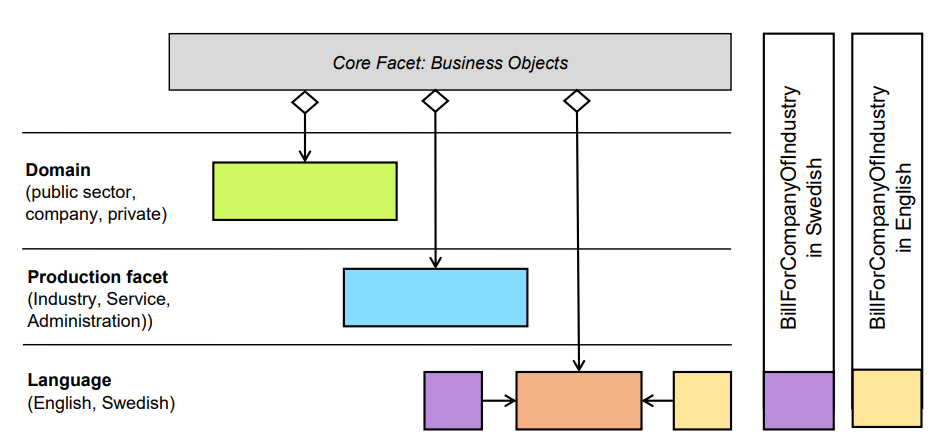 Core Facet: Business Objects
Domain
(public sector,
company, private)
Production facet
(Industry, Service,
Administration))
Language
(English, Swedish)
BillForCompanyOfIndustry
in Swedish
BillForCompanyOfIndustry
in English